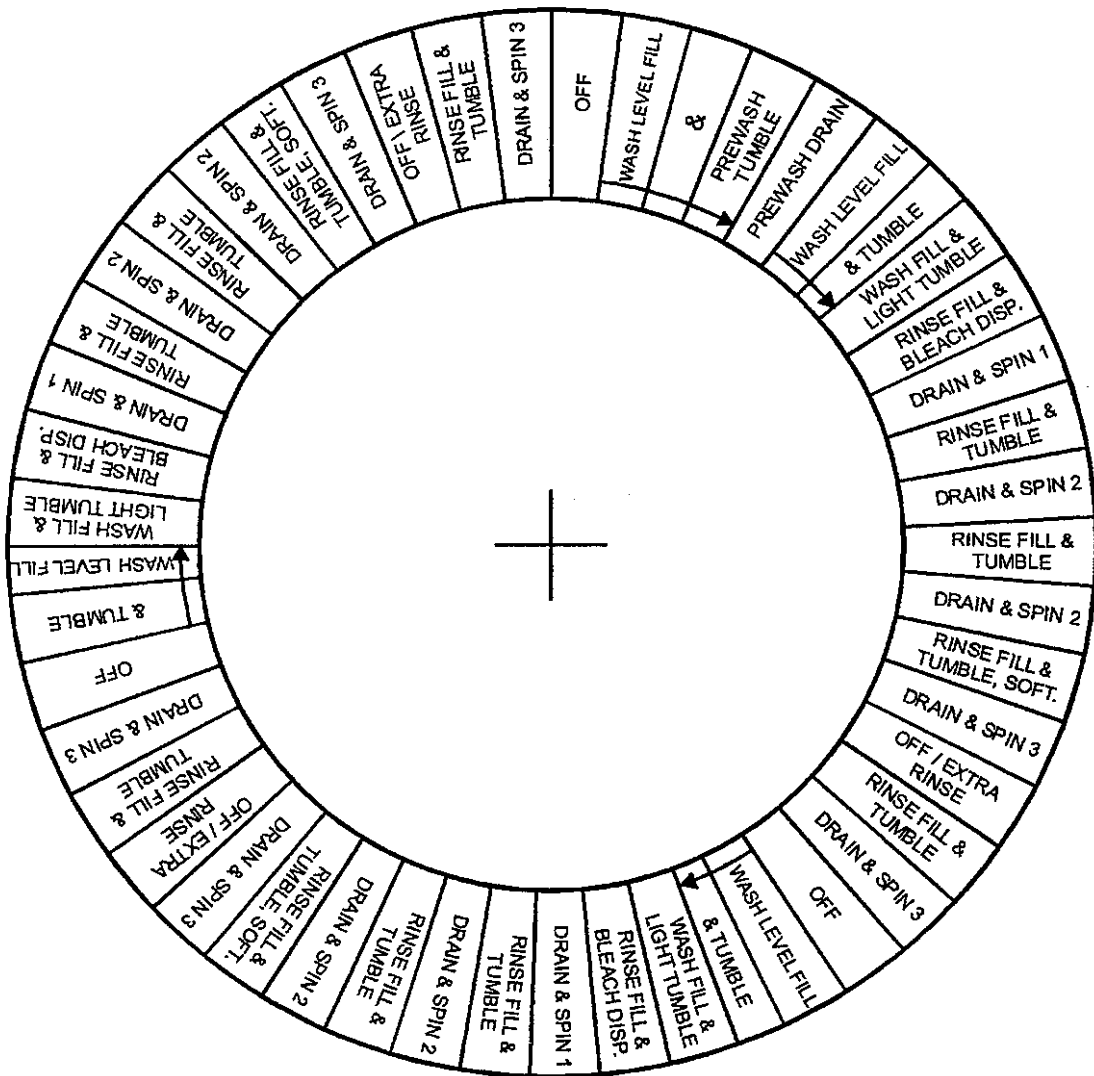 OFF
WASH LEVEL FILL
&
PREWASH
TUMBLE
PREWASH DRAIN
WASH LEVEL FILL
& TUMBLE
WASH FILL &
LIGHT TUMBLE
RINSE FILL &
BLEACH DISP.
DRAIN & SPIN 1
RINSE FILL &
TUMBLE
DRAIN & SPIN 2
RINSE FILL &
TUMBLE
DRAIN & SPIN 2
RINSE FILL &
TUMBLE, SOFT.
DRAIN & SPIN 3
OFF / EXTRA
RINSE
RINSE FILL &
TUMBLE
DRAIN & SPIN 3
OFF
WASH LEVEL FILL
& TUMBLE
WASH FILL &
LIGHT TUMBLE
RINSE FILL &
BLEACH DISP.
DRAIN & SPIN 1
RINSE FILL &
TUMBLE
DRAIN & SPIN 2
RINSE FILL &
TUMBLE
DRAIN & SPIN 2
RINSE FILL &
TUMBLE, SOFT.
DRAIN & SPIN 3
OFF / EXTRA
RINSE
RINSE FILL &
TUMBLE
DRAIN & SPIN 3
OFF
& TUMBLE
WASH LEVEL FILL
WASH FILL &
LIGHT TUMBLE
RINSE FILL &
BLEACH DISP.
DRAIN & SPIN 1
RINSE FILL &
TUMBLE
DRAIN & SPIN 2
RINSE FILL &
TUMBLE
DRAIN & SPIN 2
RINSE FILL &
TUMBLE, SOFT.
DRAIN & SPIN 3
OFF \ EXTRA
RINSE
RINSE FILL &
TUMBLE
DRAIN & SPIN 3